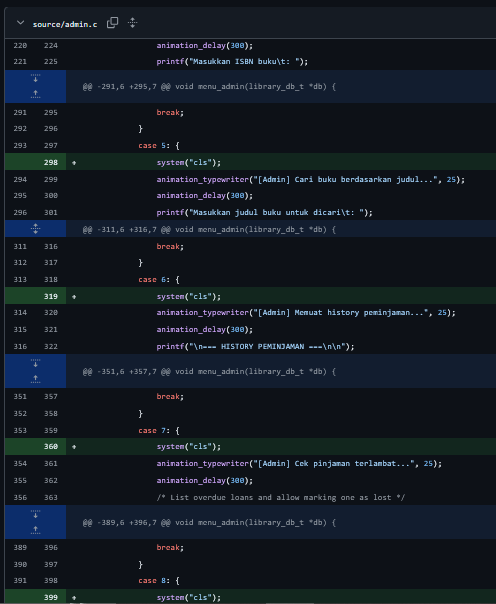 source/admin.c
220 224 animation_delay(300);
221 225 printf("Masukkan ISBN buku\t: ");
@@ -291,6 +295,7 @@ void menu_admin(library_db_t *db) {
291 295 break;
292 296 }
293 297 case 5: {
298 + system("cls");
294 299 animation_typewriter("[Admin] Cari buku berdasarkan judul...", 25);
295 300 animation_delay(300);
296 301 printf("Masukkan judul buku untuk dicari\t: ");
@@ -311,6 +316,7 @@ void menu_admin(library_db_t *db) {
311 316 break;
312 317 }
313 318 case 6: {
319 + system("cls");
314 320 animation_typewriter("[Admin] Memuat history peminjaman...", 25);
315 321 animation_delay(300);
316 322 printf("\n=== HISTORY PEMINJAMAN ===\n\n");
@@ -351,6 +357,7 @@ void menu_admin(library_db_t *db) {
351 357 break;
352 358 }
353 359 case 7: {
360 + system("cls");
354 361 animation_typewriter("[Admin] Cek pinjaman terlambat...", 25);
355 362 animation_delay(300);
356 363 /* List overdue loans and allow marking one as lost */
@@ -389,6 +396,7 @@ void menu_admin(library_db_t *db) {
389 396 break;
390 397 }
391 398 case 8: {
399 + system("cls");